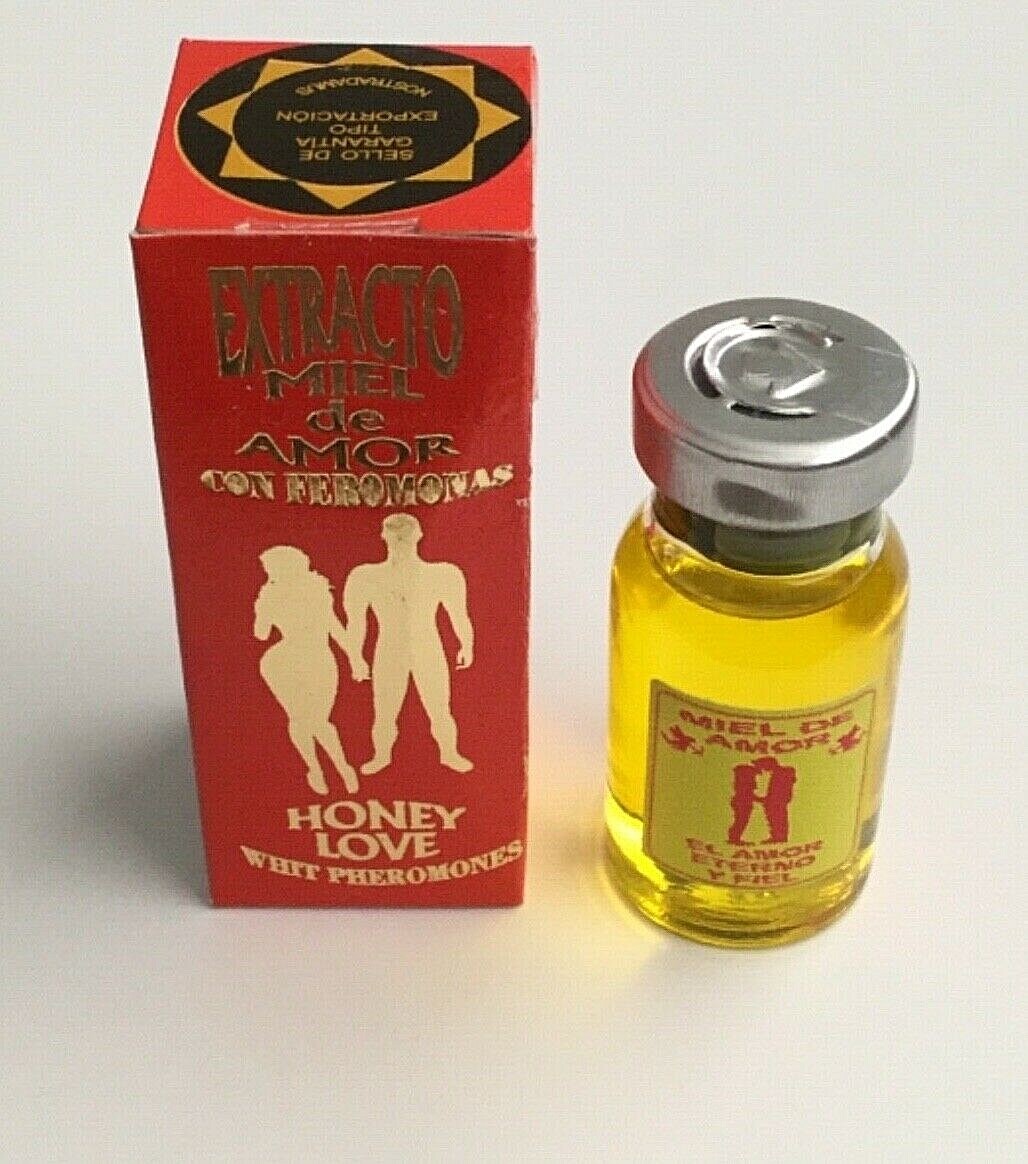 SELLO DE
GARANTÍA
TIPO
EXPORTACIÓN
NOSTRADAMUS
EXTRACTO
MIEL
de
AMOR
CON FEROMONAS
HONEY
LOVE
WHIT PHEROMONES
MIEL DE
AMOR
EL AMOR
ETERNO
Y FIEL